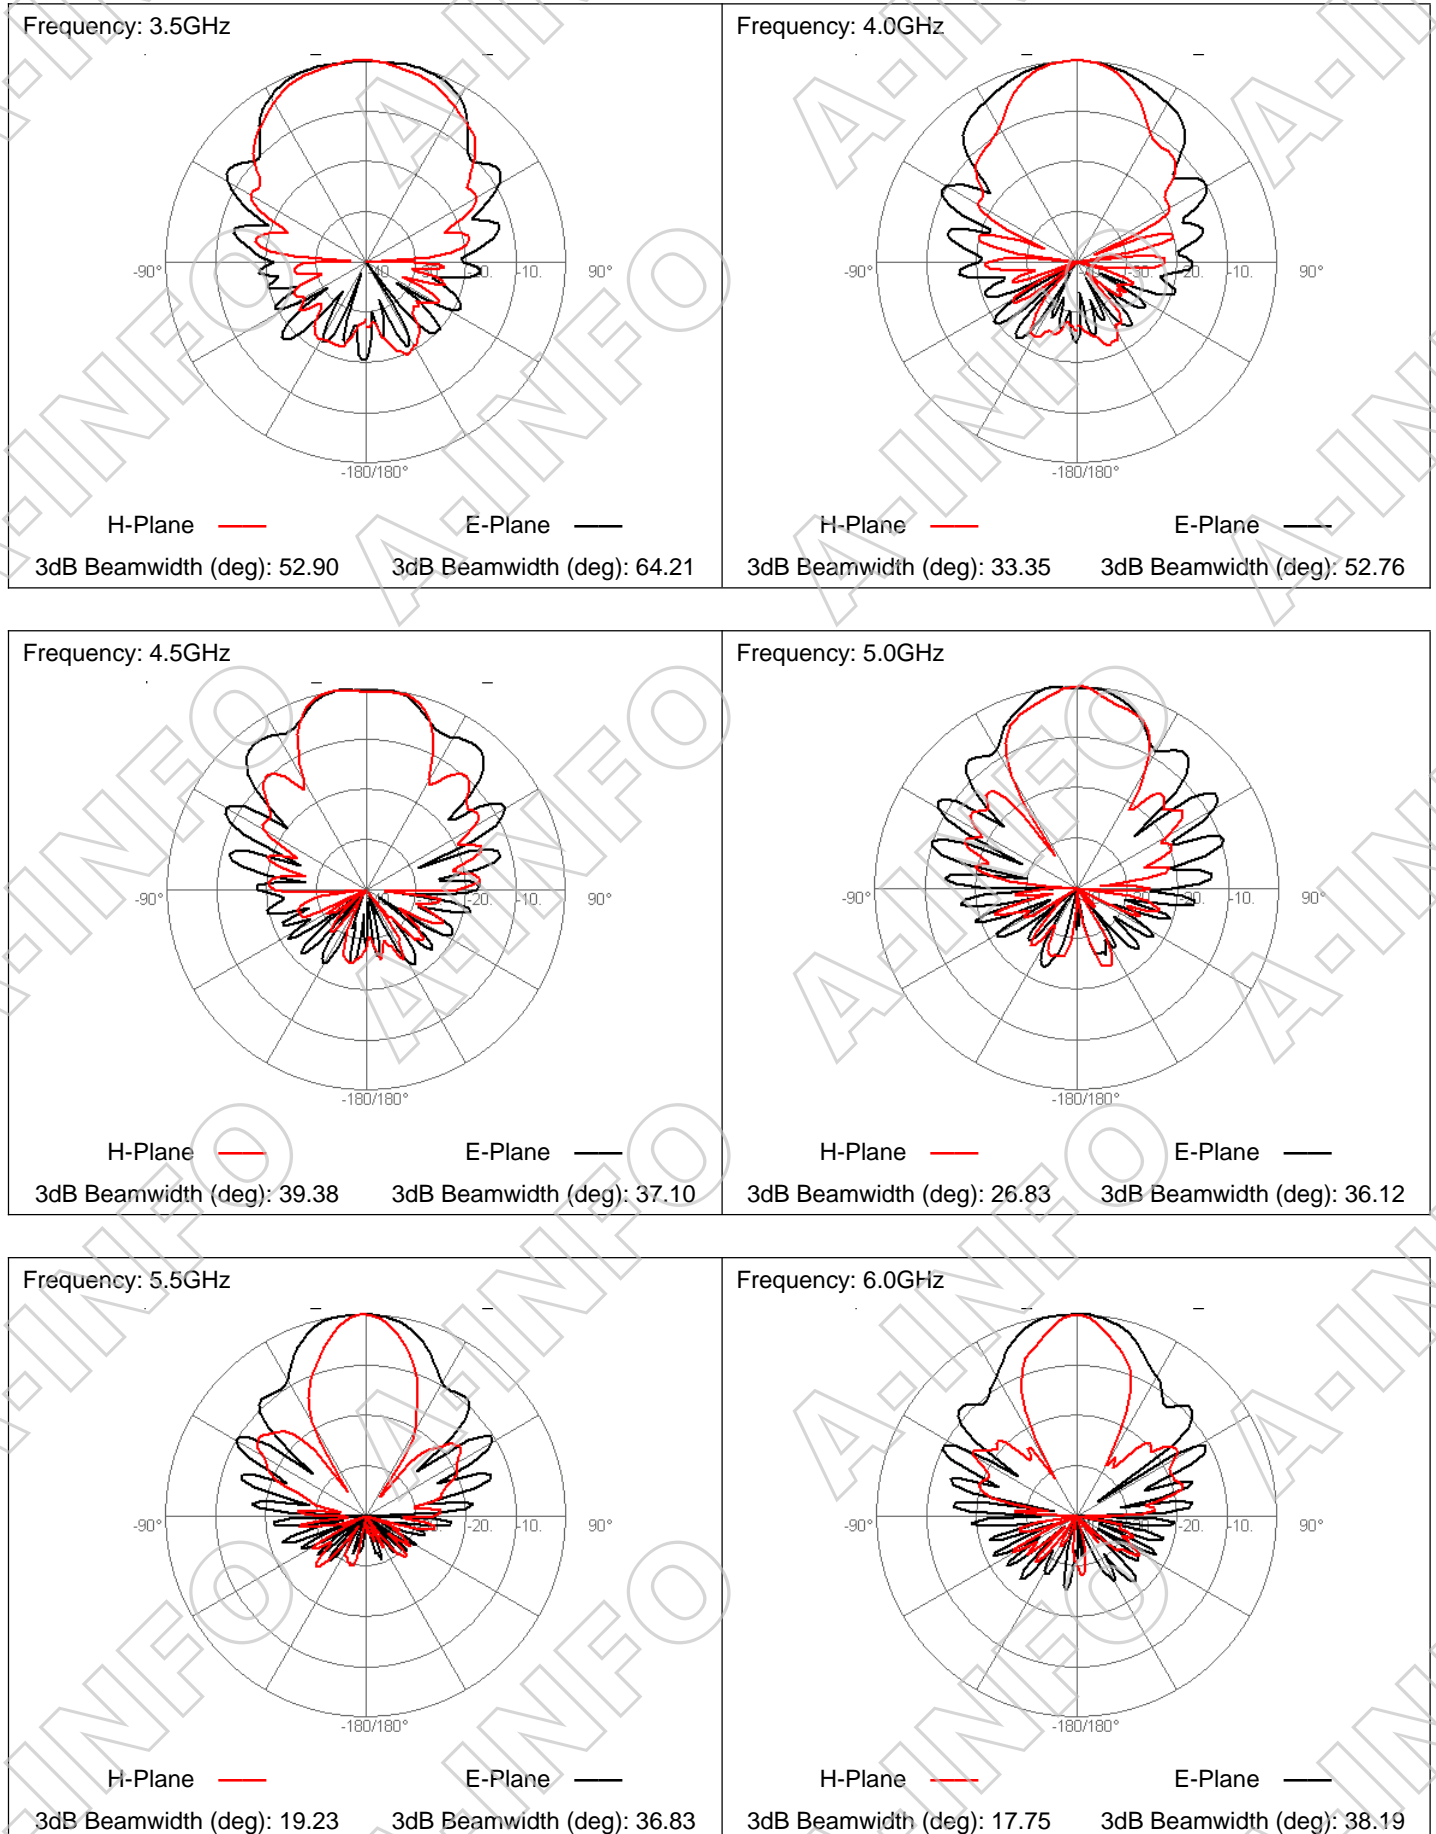 Frequency: 3.5GHz
-90°
-20.
-10.
90°
-180/180°
H-Plane
E-Plane
3dB Beamwidth (deg): 52.90
3dB Beamwidth (deg): 64.21
Frequency: 4.0GHz
-90°
-20.
-10.
90°
-180/180°
H-Plane
E-Plane
3dB Beamwidth (deg): 33.35
3dB Beamwidth (deg): 52.76
Frequency: 4.5GHz
-90°
-20.
-10.
90°
-180/180°
H-Plane
E-Plane
3dB Beamwidth (deg): 39.38
3dB Beamwidth (deg): 37.10
Frequency: 5.0GHz
-90°
-20.
-10.
90°
-180/180°
H-Plane
E-Plane
3dB Beamwidth (deg): 26.83
3dB Beamwidth (deg): 36.12
Frequency: 5.5GHz
-90°
-20.
-10.
90°
-180/180°
H-Plane
E-Plane
3dB Beamwidth (deg): 19.23
3dB Beamwidth (deg): 36.83
Frequency: 6.0GHz
-90°
-20.
-10.
90°
-180/180°
H-Plane
E-Plane
3dB Beamwidth (deg): 17.75
3dB Beamwidth (deg): 38.19
A-INFO